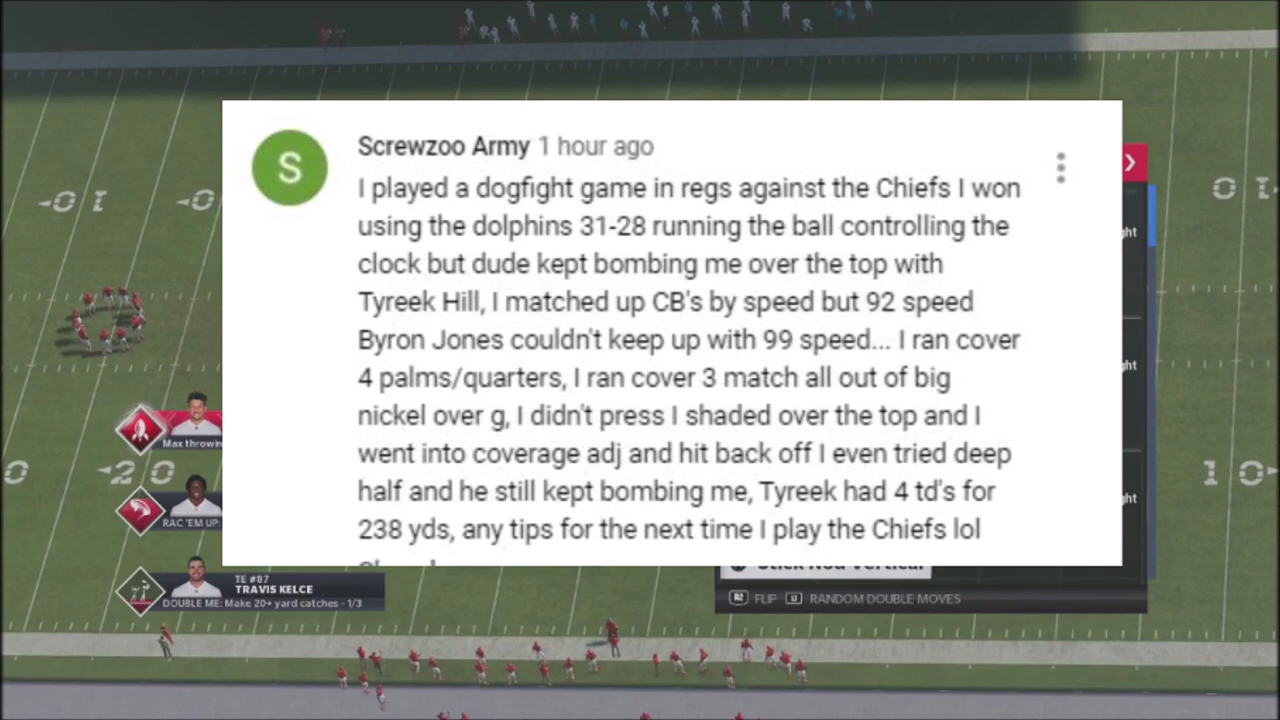 S
Screwzoo Army 1 hour ago
I played a dogfight game in regs against the Chiefs I won
using the dolphins 31-28 running the ball controlling the
clock but dude kept bombing me over the top with
Tyreek Hill, I matched up CB's by speed but 92 speed
Byron Jones couldn't keep up with 99 speed... I ran cover
4 palms/quarters, I ran cover 3 match all out of big
nickel over g, I didn't press I shaded over the top and I
went into coverage adj and hit back off I even tried deep
half and he still kept bombing me, Tyreek had 4 td's for
238 yds, any tips for the next time I play the Chiefs lol
Max
RAC 'EM UP:
TE #87
TRAVIS KELCE
DOUBLE ME: Make 20+ yard catches - 1/3
R2 FLIP RANDOM DOUBLE MOVES
20
10